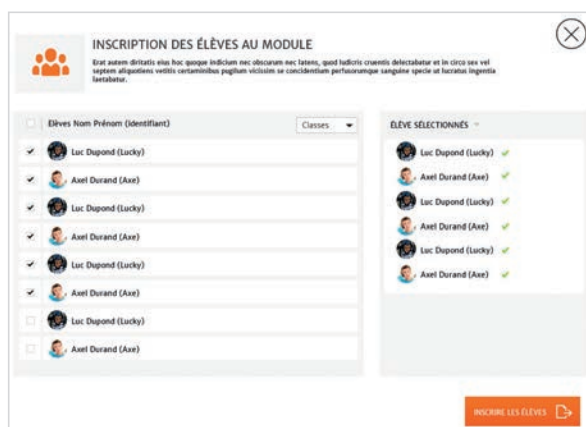 INSCRIPTION DES ÉLÈVES AU MODULE
Erat autem diritatis eius hoc quoque indicium nec obscurum nec latens, quod ludicris cruentis delectabatur et in circo sex vel
septem aliquotiens vetitis certaminibus pugilum vicissim se concidentium perfusorumque sanguine specie ut lucratus ingentia
laetabatur.
Elèves Nom Prénom (Identifiant)
Classes
Luc Dupond (Lucky)
Axel Durand (Axe)
Luc Dupond (Lucky)
Axel Durand (Axe)
Luc Dupond (Lucky)
Axel Durand (Axe)
Luc Dupond (Lucky)
Axel Durand (Axe)
ÉLÈVE SÉLECTIONNÉS
Luc Dupond (Lucky)
Axel Durand (Axe)
Luc Dupond (Lucky)
Axel Durand (Axe)
Luc Dupond (Lucky)
Axel Durand (Axe)
INSCRIRE LES ÉLÈVES